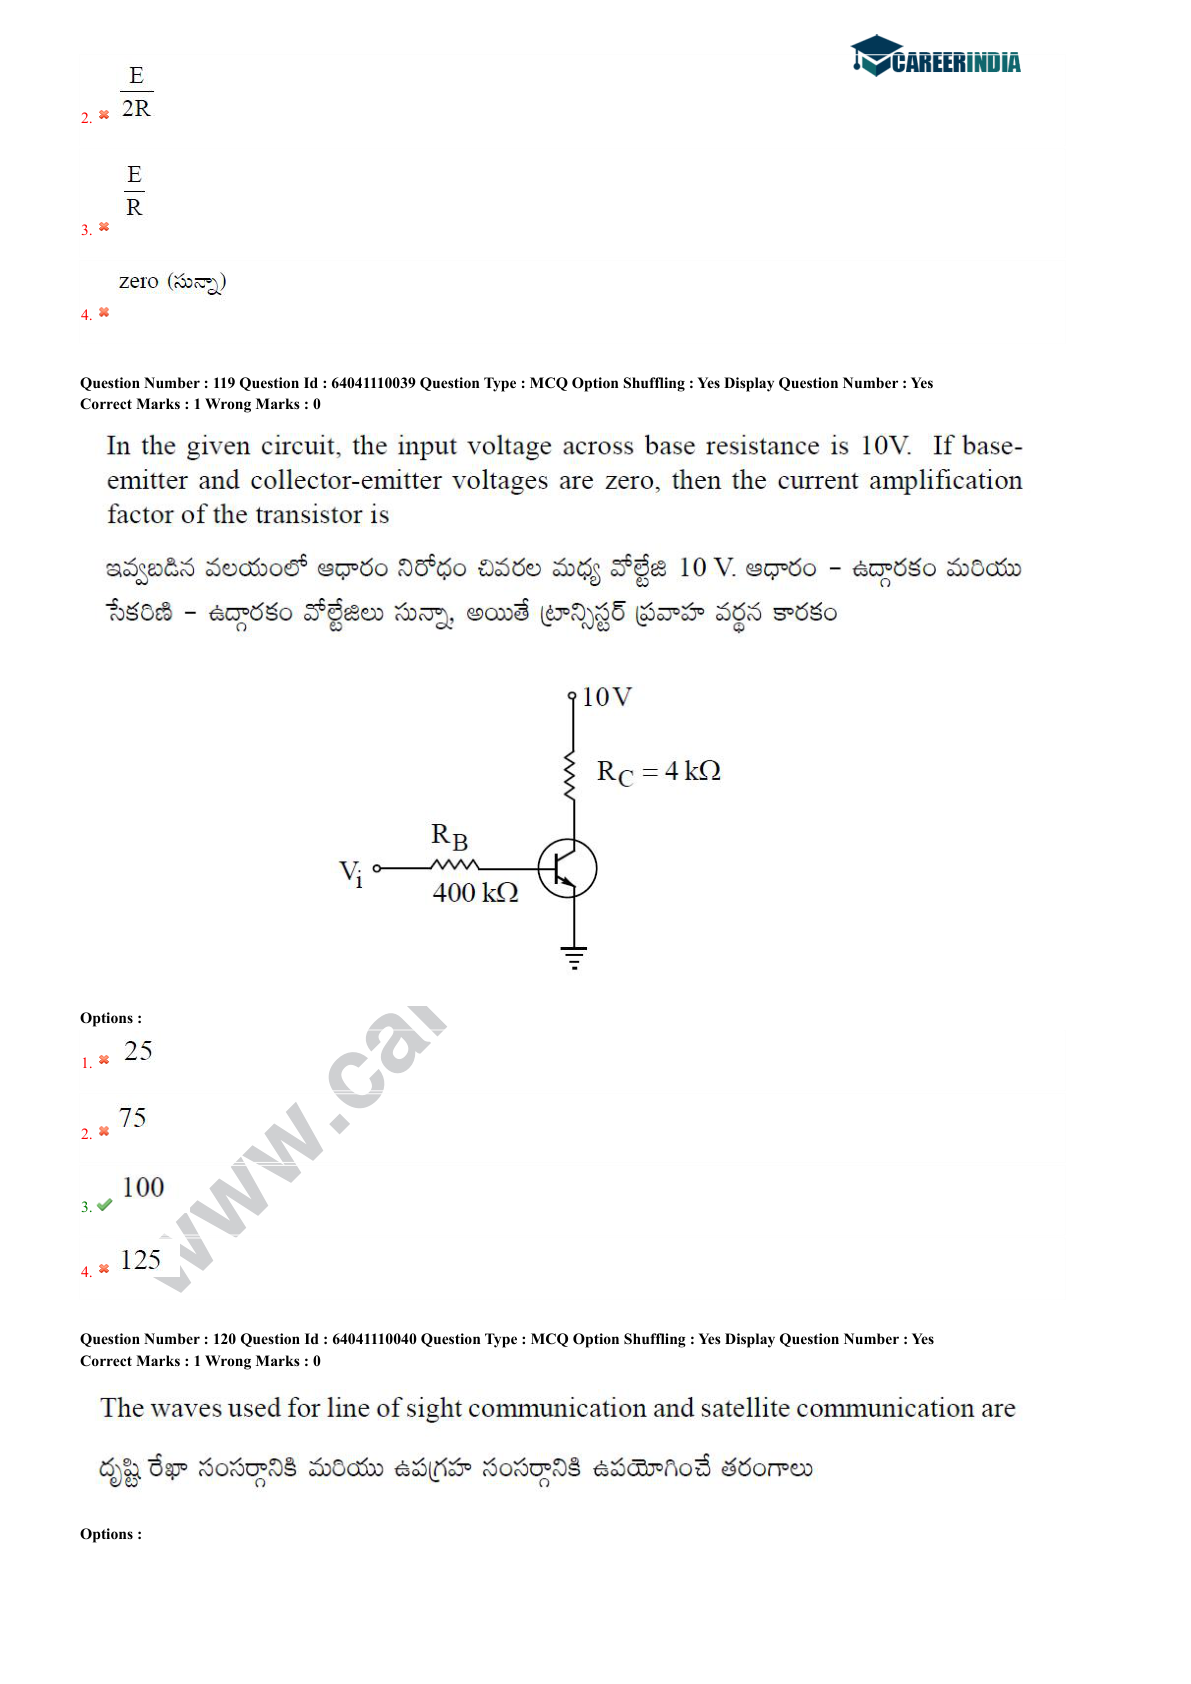 CAREERINDIA
E
2R
2.
E
R
3.
zero (సున్నా)
4.
Question Number : 119 Question Id : 64041110039 Question Type : MCQ Option Shuffling : Yes Display Question Number : Yes
Correct Marks : 1 Wrong Marks : 0
In the given circuit, the input voltage across base resistance is 10V. If base-
emitter and collector-emitter voltages are zero, then the current amplification
factor of the transistor is
ఇవ్వబడిన వలయంలో ఆధారం నిరోధం చివరల మధ్య వోల్టేజి 10 V. ఆధారం – ఉద్గారకం మరియు
సేకరిణి – ఉద్గారకం వోల్టేజిలు సున్నా, అయితే ట్రాన్సిస్టర్ ప్రవాహ వర్థన కారకం
10V
R_C = 4 kΩ
R_B
V_i
400 kΩ
Options :
1. 25
2. 75
3. 100
4. 125
www.car
Question Number : 120 Question Id : 64041110040 Question Type : MCQ Option Shuffling : Yes Display Question Number : Yes
Correct Marks : 1 Wrong Marks : 0
The waves used for line of sight communication and satellite communication are
దృష్టి రేఖా సంసర్గానికి మరియు ఉపగ్రహ సంసర్గానికి ఉపయోగించే తరంగాలు
Options :